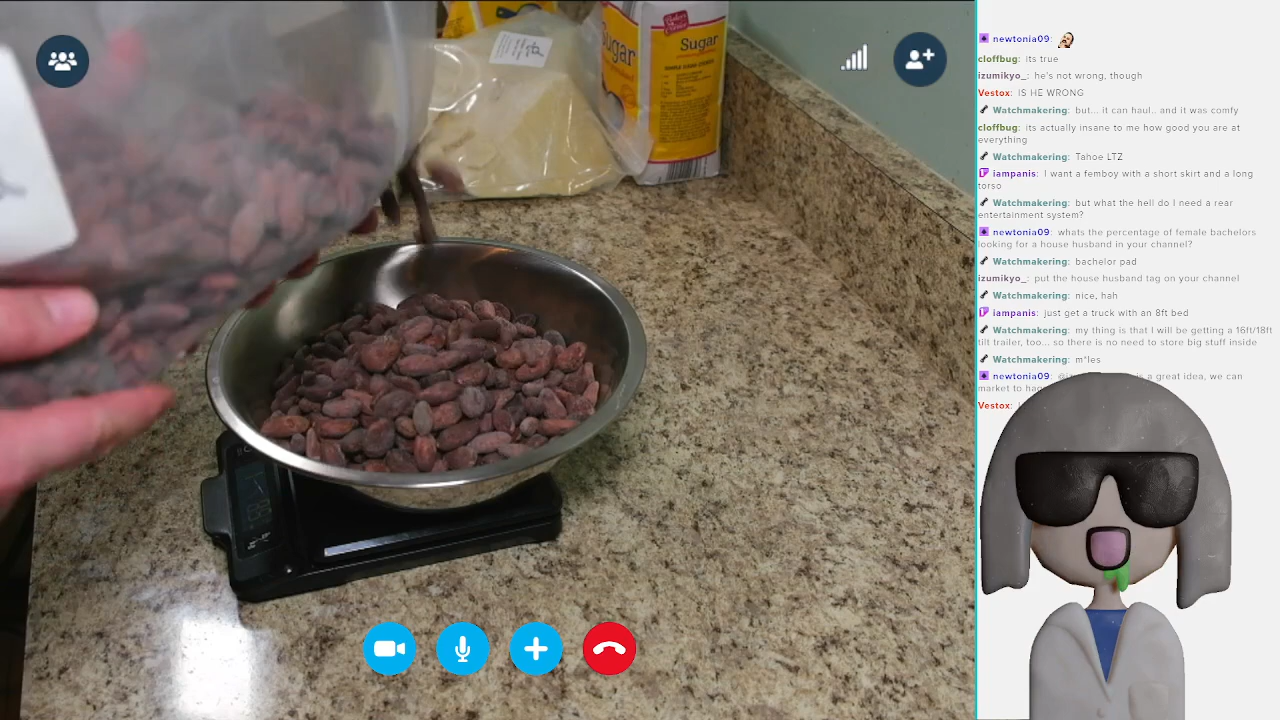 Sugar
Baker's Corner
Sugar
newtonia09:
cloffbug: Its true
izumikyo_: he's not wrong, though
Vestox: IS HE WRONG
Watchmakering: but... it can haul.. and it was comfy
cloffbug: its actually insane to me how good you are at
everything
Watchmakering: Tahoe LTZ
iampanis: I want a femboy with a short skirt and a long
torso
Watchmakering: but what the hell do I need a rear
entertainment system?
newtonia09: whats the percentage of female bachelors
looking for a house husband in your channel?
Watchmakering: bachelor pad
izumikyo_: put the house husband tag on your channel
Watchmakering: nice, hah
iampanis: just get a truck with an 8ft bed
Watchmakering: my thing is that I will be getting a 16ft/18ft
tilt trailer, too... so there is no need to store big stuff inside
Watchmakering: m*les
newtonia09: is a great idea, we can
market to
Vestox: